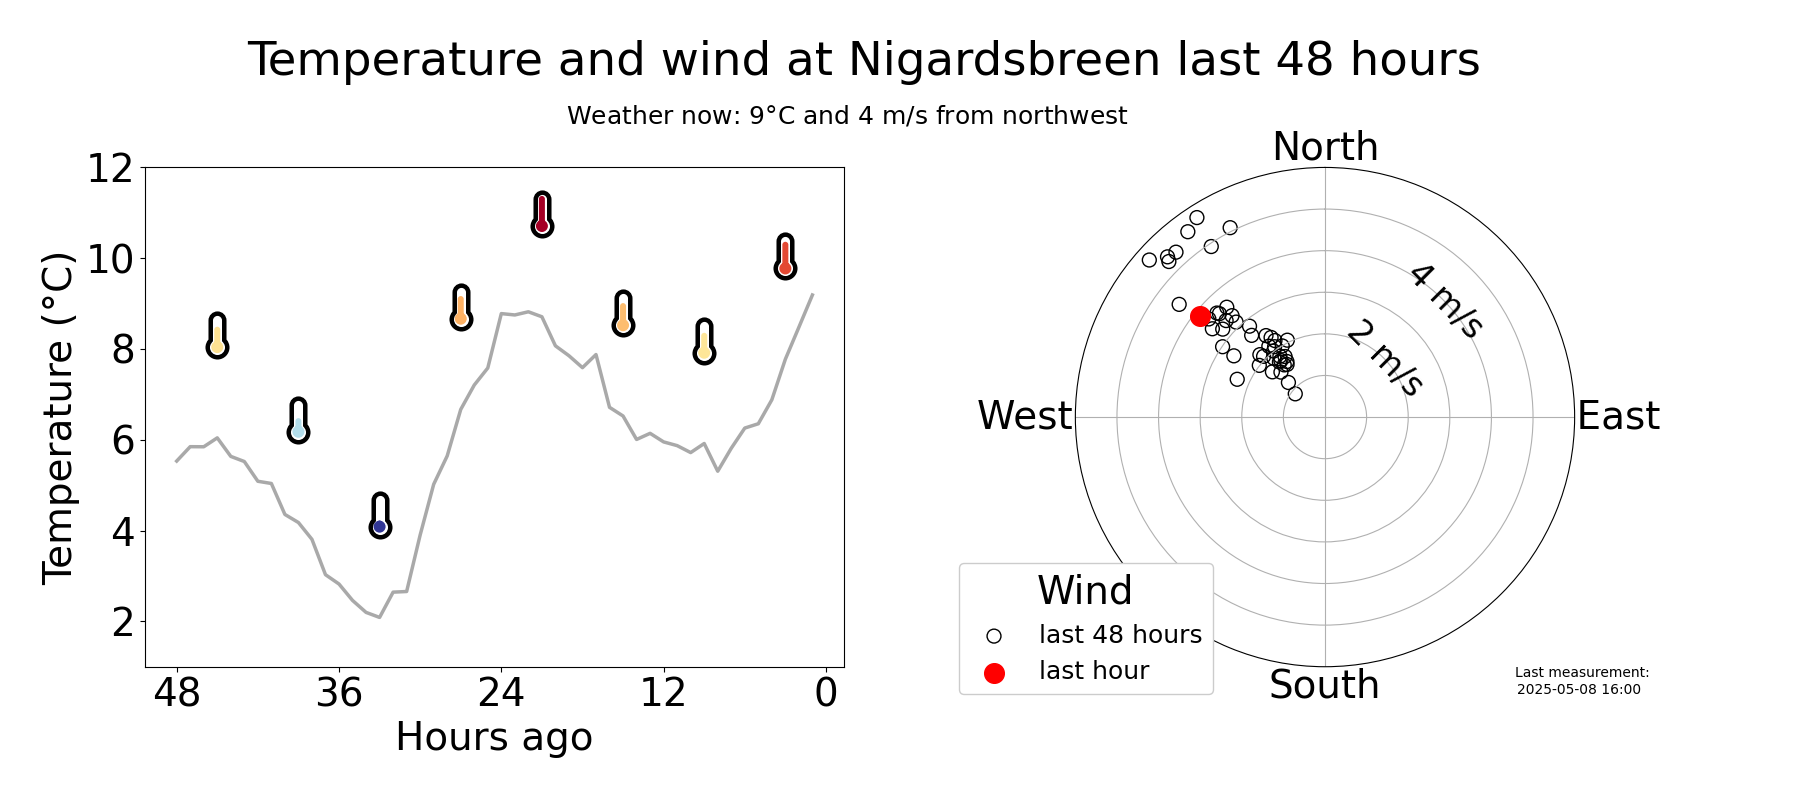 Temperature and wind at Nigardsbreen last 48 hours
Weather now: 9°C and 4 m/s from northwest
12
10
8
6
4
2
Temperature (°C)
48
36
24
12
0
Hours ago
North
West
East
South
4 m/s
2 m/s
Wind
last 48 hours
last hour
Last measurement:
2025-05-08 16:00